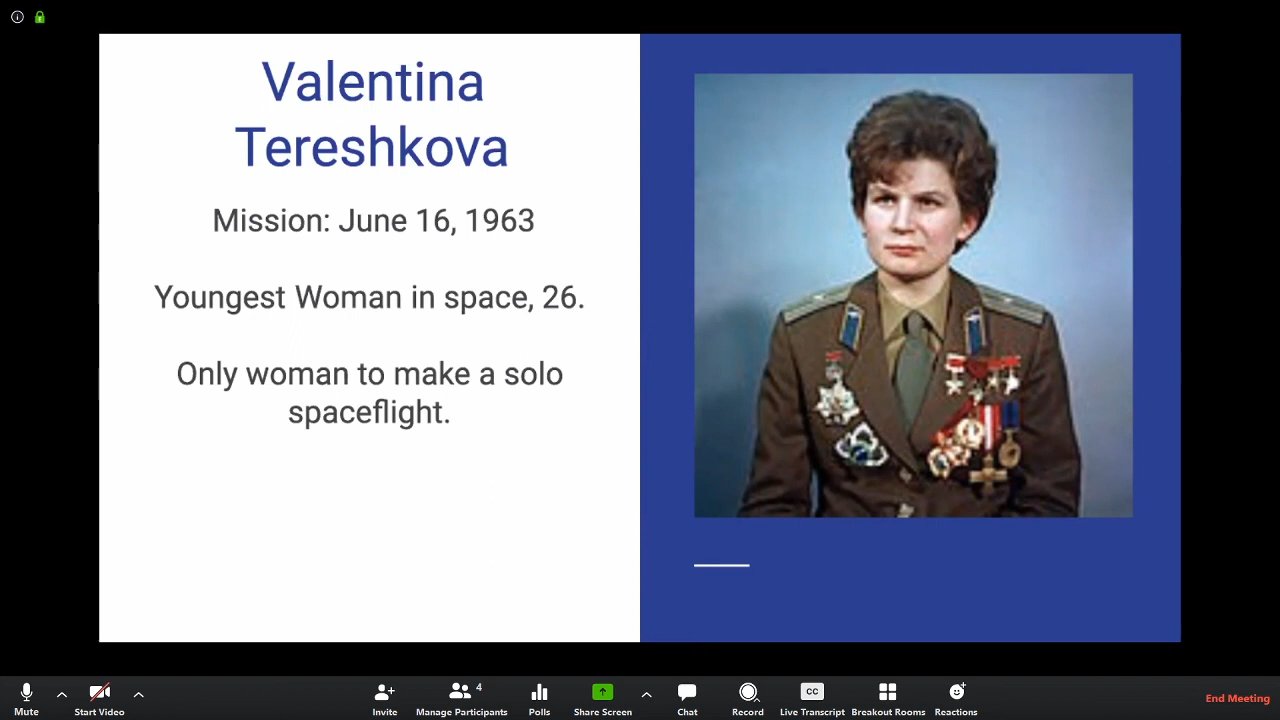 Valentina
Tereshkova
Mission: June 16, 1963
Youngest Woman in space, 26.
Only woman to make a solo
spaceflight.
Mute
Start Video
Invite
4
Manage Participants
Polls
Share Screen
Chat
Record
CC
Live Transcript
Breakout Rooms
Reactions
End Meeting